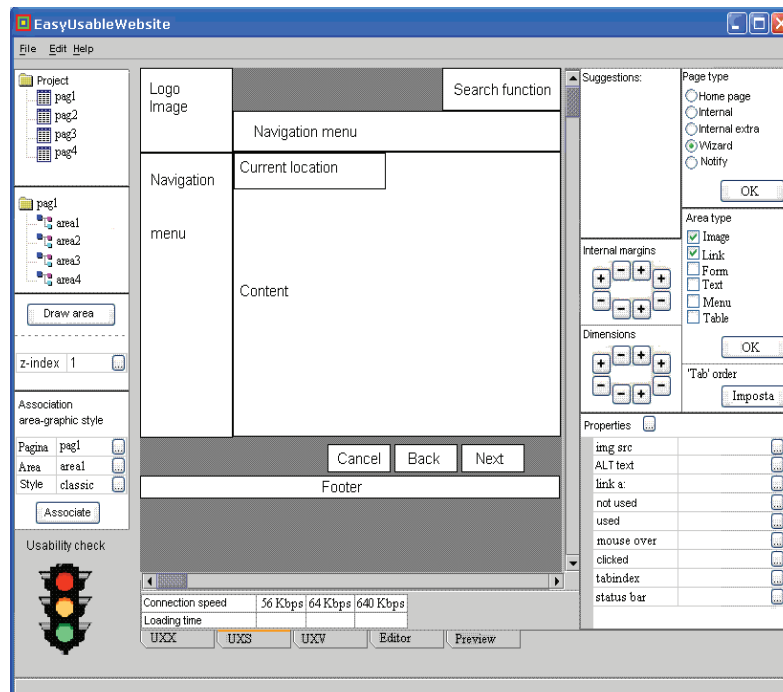 EasyUsableWebsite
File Edit Help
Project
pag1
pag2
pag3
pag4
pag1
area1
area2
area3
area4
Draw area
z-index 1 ...
Association
area-graphic style
Pagina pag1 ...
Area area1 ...
Style classic ...
Associate
Usability check
Logo
Image
Search function
Navigation menu
Navigation
menu
Current location
Content
Cancel Back Next
Footer
Connection speed 56 Kbps 64 Kbps 640 Kbps
Loading time
UXX UXS UXV Editor Preview
Suggestions:
Internal margins
+ - + +
- - + -
Dimensions
+ - + +
- - + -
Page type
Home page
Internal
Internal extra
Wizard
Notify
OK
Area type
Image
Link
Form
Text
Menu
Table
OK
'Tab' order
Imposta
Properties ...
img src ...
ALT text ...
link a: ...
not used ...
used ...
mouse over ...
clicked ...
tabindex ...
status bar ...